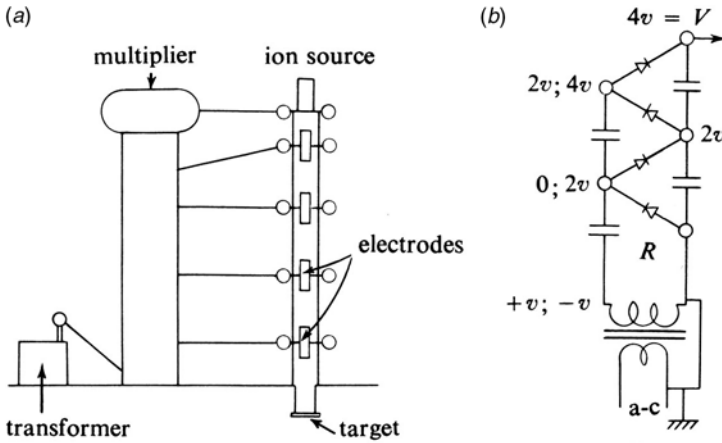 (a)
multiplier
ion source
electrodes
transformer
target
(b)
4v = V
2v; 4v
2v
0; 2v
R
+v; −v
a-c